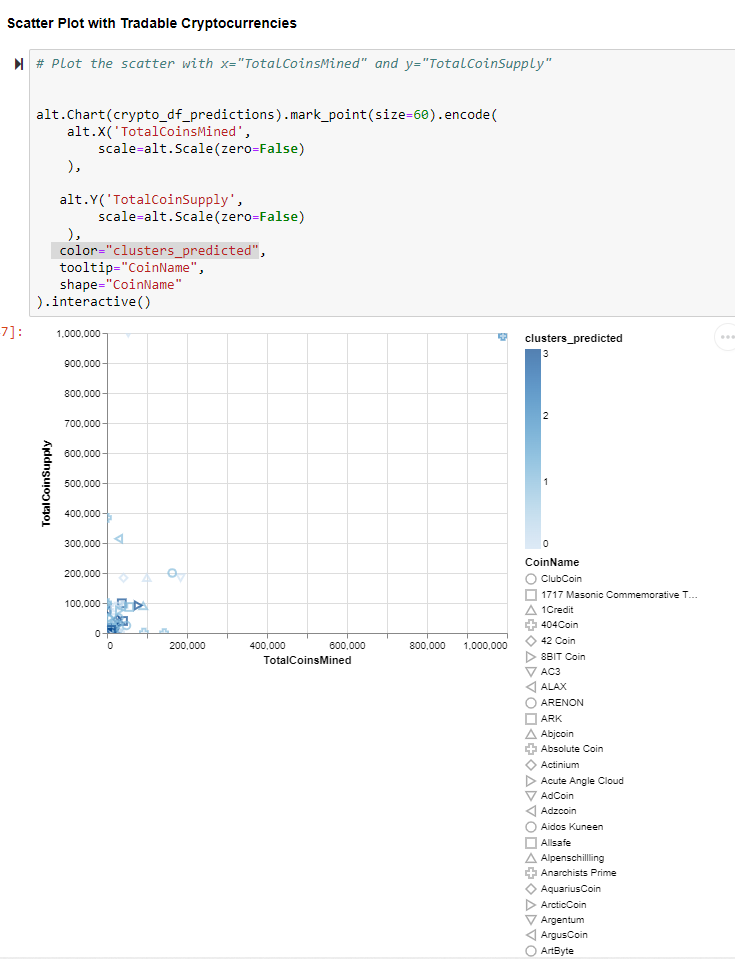 Scatter Plot with Tradable Cryptocurrencies
# Plot the scatter with x="TotalCoinsMined" and y="TotalCoinSupply"
alt.Chart(crypto_df_predictions).mark_point(size=60).encode(
alt.X('TotalCoinsMined',
scale=alt.Scale(zero=False)
),
alt.Y('TotalCoinSupply',
scale=alt.Scale(zero=False)
),
color="clusters_predicted",
tooltip="CoinName",
shape="CoinName"
).interactive()
7]:
1,000,000
900,000
800,000
700,000
600,000
500,000
400,000
300,000
200,000
100,000
0
TotalCoinSupply
0 200,000 400,000 600,000 800,000 1,000,000
TotalCoinsMined
clusters_predicted
3
2
1
0
CoinName
ClubCoin
1717 Masonic Commemorative T...
1Credit
404Coin
42 Coin
8BIT Coin
AC3
ALAX
ARENON
ARK
Abjcoin
Absolute Coin
Actinium
Acute Angle Cloud
AdCoin
Adzcoin
Aidos Kuneen
Allsafe
Alpenschillling
Anarchists Prime
AquariusCoin
ArcticCoin
Argentum
ArgusCoin
ArtByte